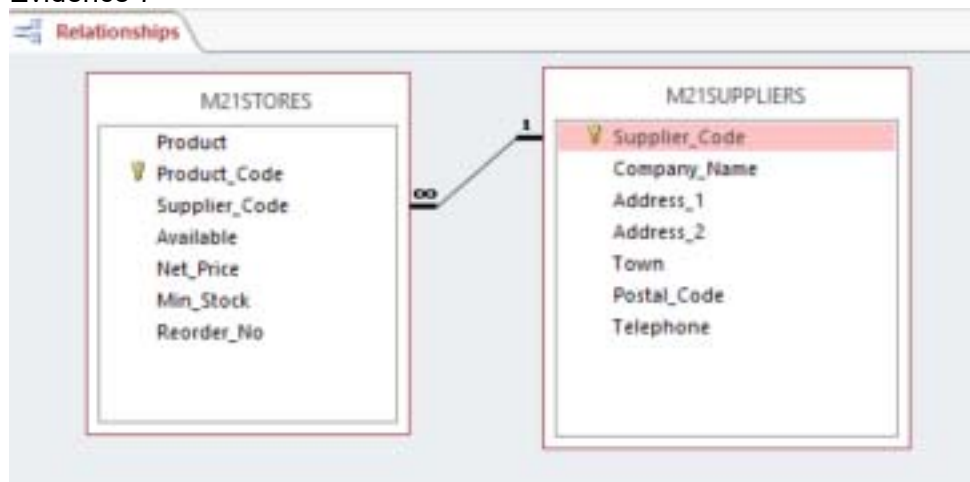 Relationships
M21STORES
Product
Product_Code
Supplier_Code
Available
Net_Price
Min_Stock
Reorder_No
∞
1
M21SUPPLIERS
Supplier_Code
Company_Name
Address_1
Address_2
Town
Postal_Code
Telephone